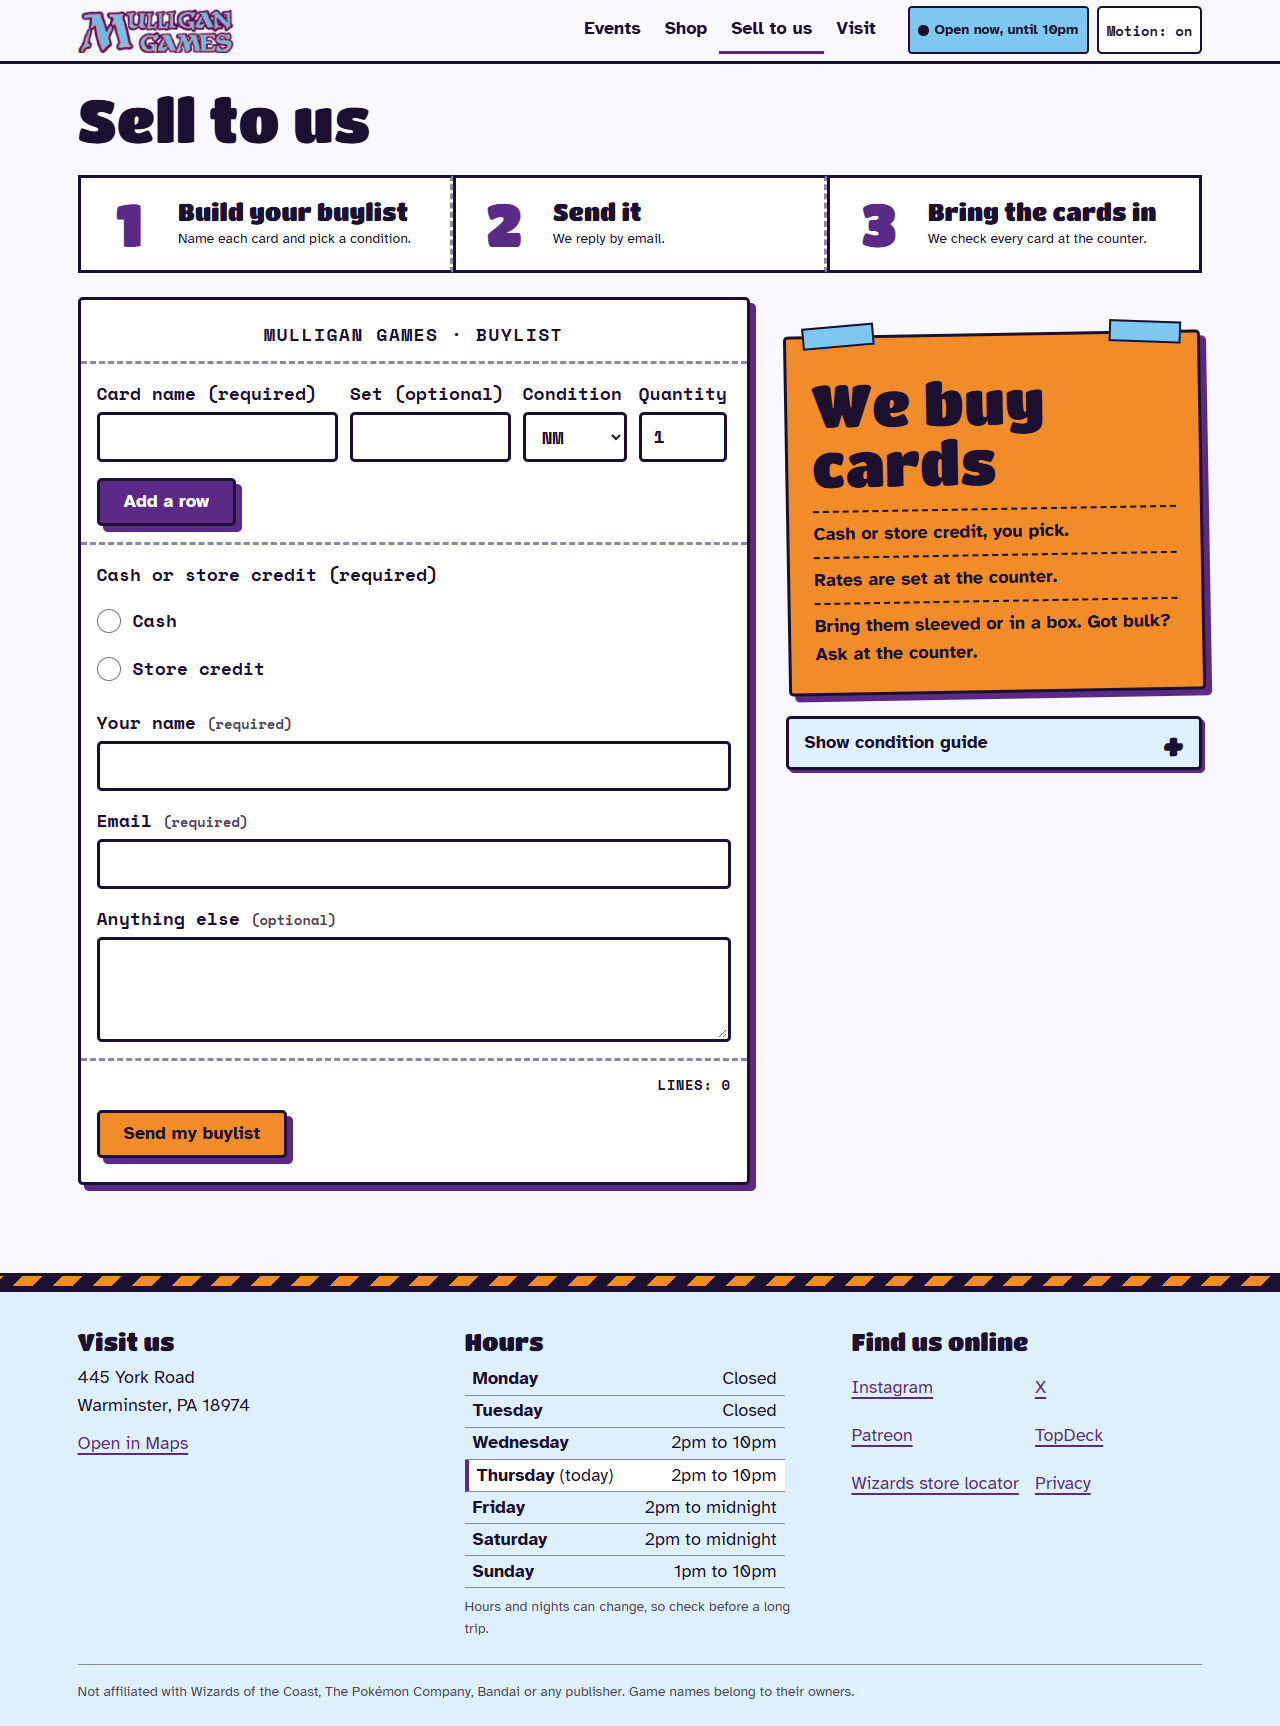 MULLIGAN GAMES
Events
Shop
Sell to us
Visit
Open now, until 10pm
Motion: on
Sell to us
1
Build your buylist
Name each card and pick a condition.
2
Send it
We reply by email.
3
Bring the cards in
We check every card at the counter.
MULLIGAN GAMES · BUYLIST
Card name (required)
Set (optional)
Condition
Quantity
NM
1
Add a row
Cash or store credit (required)
Cash
Store credit
Your name (required)
Email (required)
Anything else (optional)
LINES: 0
Send my buylist
We buy
cards
Cash or store credit, you pick.
Rates are set at the counter.
Bring them sleeved or in a box. Got bulk?
Ask at the counter.
Show condition guide
Visit us
445 York Road
Warminster, PA 18974
Open in Maps
Hours
Monday Closed
Tuesday Closed
Wednesday 2pm to 10pm
Thursday (today) 2pm to 10pm
Friday 2pm to midnight
Saturday 2pm to midnight
Sunday 1pm to 10pm
Hours and nights can change, so check before a long
trip.
Find us online
Instagram
X
Patreon
TopDeck
Wizards store locator
Privacy
Not affiliated with Wizards of the Coast, The Pokémon Company, Bandai or any publisher. Game names belong to their owners.